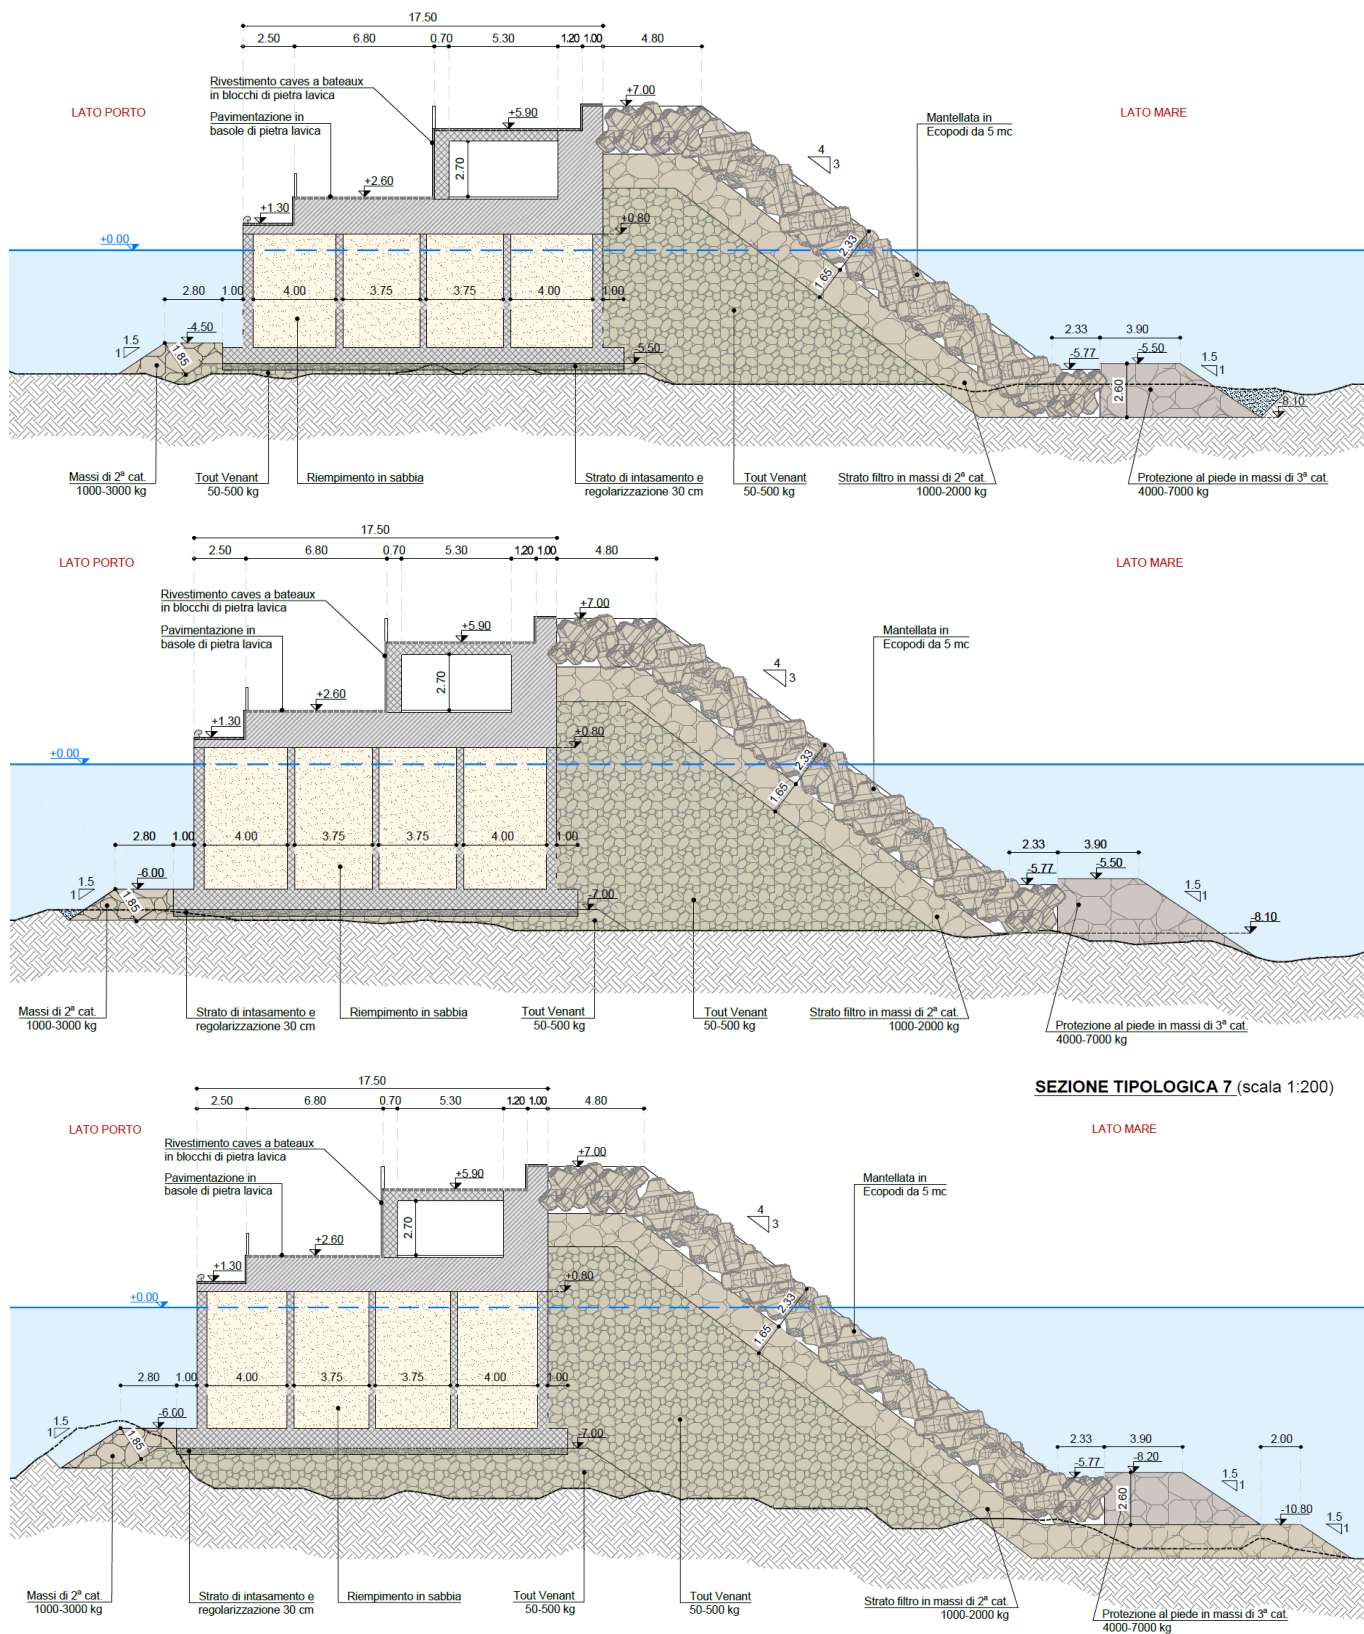 17.50
2.50 6.80 0.70 5.30 1.20 1.00 4.80
Rivestimento caves a bateaux
in blocchi di pietra lavica
+7.00
LATO PORTO
LATO MARE
+5.90
Pavimentazione in
basole di pietra lavica
Mantellata in
Ecopodi da 5 mc
2.70
4
3
+2.60
+1.30
+0.80
+0.00
2.33
1.65
2.80 1.00 4.00 3.75 3.75 4.00 1.00
-4.50
1.5
1
1.85
-5.50
2.33 3.90
-5.77
-5.50
1.5
1
2.60
-8.10
Massi di 2ª cat.
1000-3000 kg
Tout Venant
50-500 kg
Riempimento in sabbia
Strato di intasamento e
regolarizzazione 30 cm
Tout Venant
50-500 kg
Strato filtro in massi di 2ª cat.
1000-2000 kg
Protezione al piede in massi di 3ª cat.
4000-7000 kg
17.50
2.50 6.80 0.70 5.30 1.20 1.00 4.80
LATO PORTO
LATO MARE
Rivestimento caves a bateaux
in blocchi di pietra lavica
+7.00
+5.90
Pavimentazione in
basole di pietra lavica
Mantellata in
Ecopodi da 5 mc
2.70
4
3
+2.60
+1.30
+0.80
+0.00
2.33
1.65
2.80 1.00 4.00 3.75 3.75 4.00 1.00
-6.00
1.5
1
1.85
-7.00
2.33 3.90
-5.77
-5.50
1.5
1
-8.10
Massi di 2ª cat.
1000-3000 kg
Strato di intasamento e
regolarizzazione 30 cm
Riempimento in sabbia
Tout Venant
50-500 kg
Tout Venant
50-500 kg
Strato filtro in massi di 2ª cat.
1000-2000 kg
Protezione al piede in massi di 3ª cat.
4000-7000 kg
SEZIONE TIPOLOGICA 7 (scala 1:200)
17.50
2.50 6.80 0.70 5.30 1.20 1.00 4.80
LATO PORTO
LATO MARE
Rivestimento caves a bateaux
in blocchi di pietra lavica
+7.00
+5.90
Pavimentazione in
basole di pietra lavica
Mantellata in
Ecopodi da 5 mc
2.70
4
3
+2.60
+1.30
+0.80
+0.00
2.33
1.65
2.80 1.00 4.00 3.75 3.75 4.00 1.00
-6.00
1.5
1
1.85
-7.00
2.33 3.90 2.00
-5.77
-8.20
1.5
1
2.60
-10.80
1.5
1
Massi di 2ª cat.
1000-3000 kg
Strato di intasamento e
regolarizzazione 30 cm
Riempimento in sabbia
Tout Venant
50-500 kg
Tout Venant
50-500 kg
Strato filtro in massi di 2ª cat.
1000-2000 kg
Protezione al piede in massi di 3ª cat.
4000-7000 kg